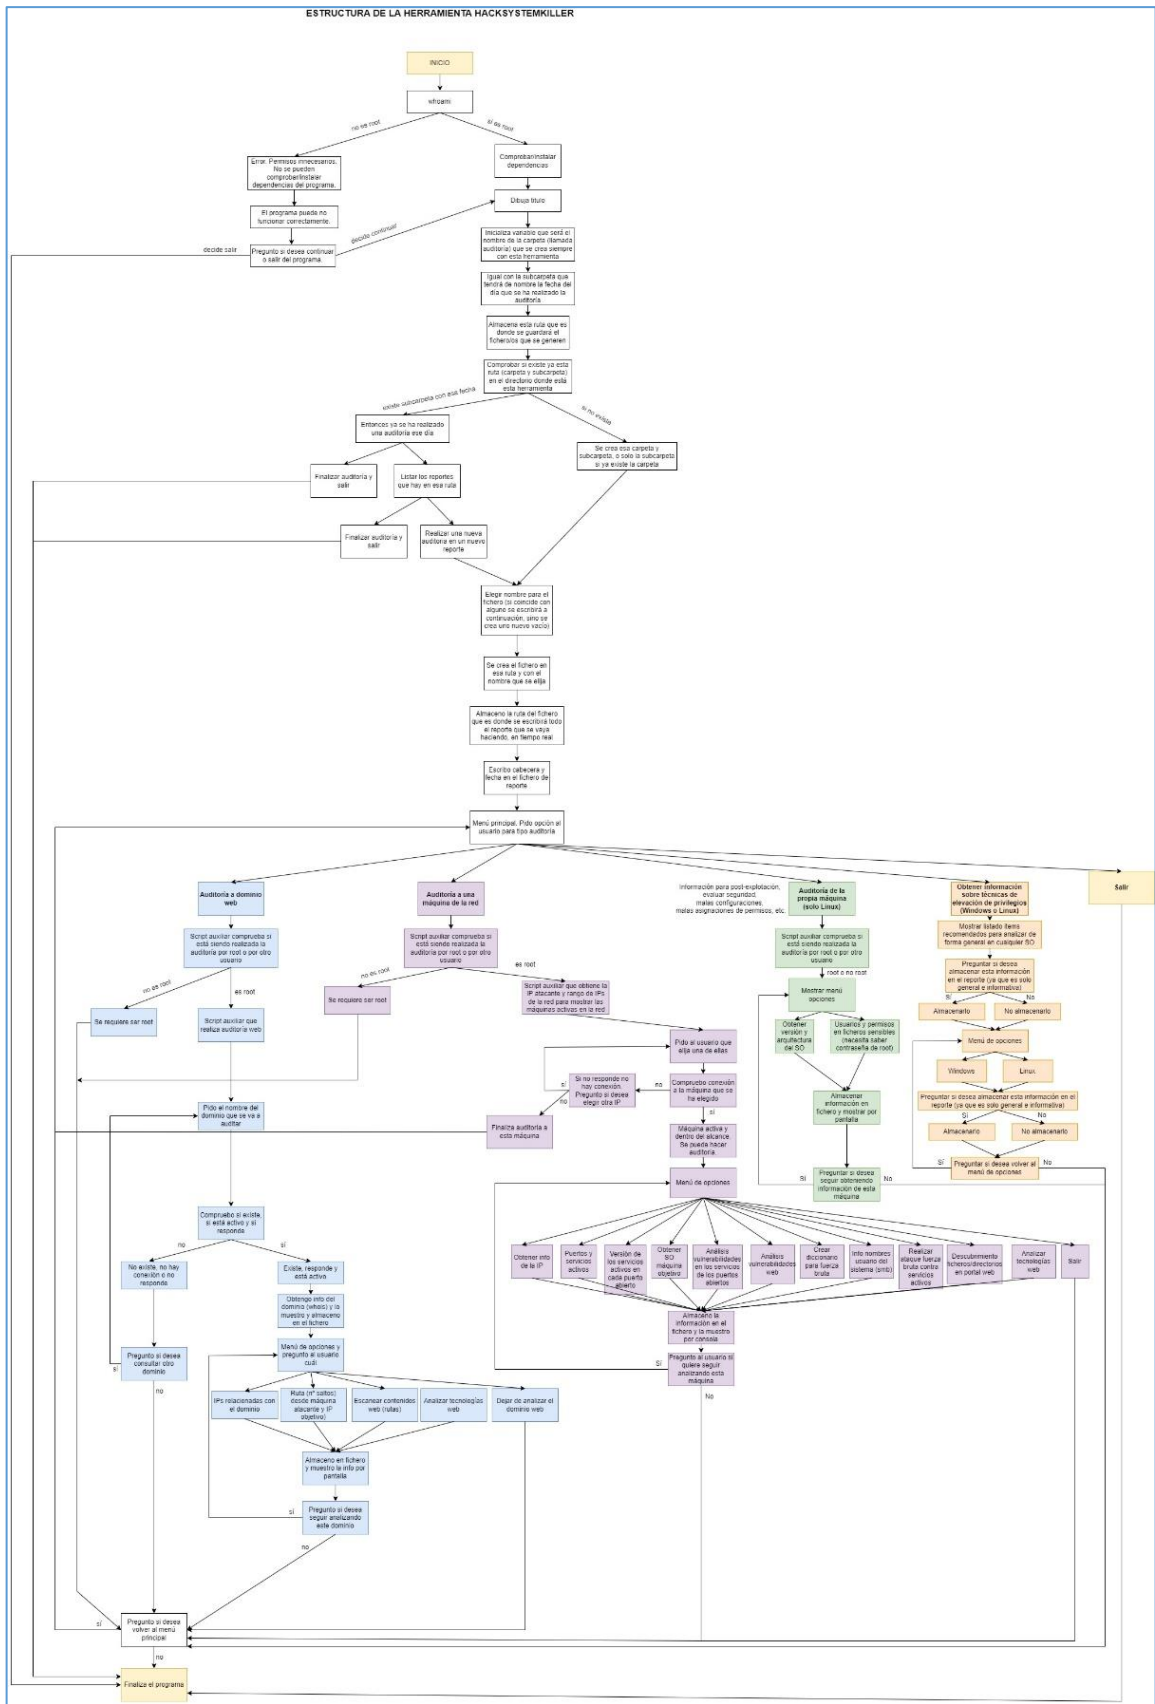 ESTRUCTURA DE LA HERRAMIENTA HACKSYSTEMKILLER
INICIO
whoami
no es root
sí es root
Error. Permisos innecesarios.
No se pueden
comprobar/instalar
dependencias del programa.
Comprobar/instalar
dependencias
El programa puede no
funcionar correctamente.
Dibuja titulo
decide salir
Pregunto si desea continuar
o salir del programa.
decide continuar
Inicializa variable que será el
nombre de la carpeta (llamada
auditoría) que se crea siempre
con esta herramienta
Igual con la subcarpeta que
tendrá de nombre la fecha del
día que se ha realizado la
auditoría
Almacena esta ruta que es
donde se guardará el
fichero/os que se generen
Comprobar si existe ya esta
ruta (carpeta y subcarpeta)
en el directorio donde está
esta herramienta
existe subcarpeta con esa fecha
si no existe
Entonces ya se ha realizado
una auditoría ese día
Se crea esa carpeta y
subcarpeta, o solo la subcarpeta
si ya existe la carpeta
Finalizar auditoría y
salir
Listar los reportes
que hay en esa ruta
Finalizar auditoría y
salir
Realizar una nueva
auditoría en un nuevo
reporte
Elegir nombre para el
fichero (si coincide con
alguno se escribirá a
continuación, sino se
crea uno nuevo vacío)
Se crea el fichero en
esa ruta y con el
nombre que se elija
Almaceno la ruta del fichero
que es donde se escribirá todo
el reporte que se vaya
haciendo, en tiempo real
Escribo cabecera y
fecha en el fichero de
reporte
Menú principal. Pido opción al
usuario para tipo auditoría
Auditoría a dominio
web
Auditoría a una
máquina de la red
Información para post-explotación,
evaluar seguridad,
malas configuraciones,
malas asignaciones de permisos, etc.
Auditoría de la
propia máquina
(solo Linux)
Obtener información
sobre técnicas de
elevación de privilegios
(Windows o Linux)
Salir
Script auxiliar comprueba si
está siendo realizada la
auditoría por root o por otro
usuario
Script auxiliar comprueba si
está siendo realizada la
auditoría por root o por otro
usuario
Script auxiliar comprueba si
está siendo realizada la
auditoría por root o por otro
usuario
Mostrar listado items
recomendados para analizar de
forma general en cualquier SO
no es root
es root
no es root
es root
root o no root
Preguntar si desea
almacenar esta información
en el reporte (ya que es solo
general e informativa)
Se requiere ser root
Script auxiliar que
realiza auditoría web
Se requiere ser root
Script auxiliar que obtiene la
IP atacante y rango de IPs
de la red para mostrar las
máquinas activas en la red
Mostrar menú
opciones
Sí
No
Almacenarlo
No almacenarlo
Obtener
versión y
arquitectura
del SO
Usuarios y permisos
en ficheros sensibles
(necesita saber
contraseña de root)
Menú de opciones
Windows
Linux
Pido al usuario que
elija una de ellas
Si no responde no hay
conexión.
Pregunto si desea
elegir otra IP
sí
no
no
Compruebo conexión
a la máquina que se
ha elegido
sí
Pido el nombre del
dominio que se va a
auditar
Finaliza auditoría a
esta máquina
Máquina activa y
dentro del alcance.
Se puede hacer
auditoría
Almacenar
información en
fichero y mostrar por
pantalla
Preguntar si desea almacenar esta información en el
reporte (ya que es solo general e informativa)
Sí
No
Almacenarlo
No almacenarlo
Menú de opciones
Preguntar si desea
seguir obteniendo
información de esta
máquina
Sí
No
Preguntar si desea volver al
menú de opciones
Sí
No
Compruebo si existe,
si está activo y si
responde
no
sí
No existe, no hay
conexión o no
responde
Existe, responde y
está activo
Obtengo info del
dominio (whois) y lo
muestro y almaceno
en el fichero
Obtener info
de la IP
Puertos y
servicios
activos
Versión de
los servicios
activos en
cada puerto
abierto
Obtener
SO
máquina
objetivo
Análisis
vulnerabilidades
en los servicios
de los puertos
abiertos
Análisis
vulnerabilidades
web
Crear
diccionario
para fuerza
bruta
Info nombres
usuario del
sistema (smb)
Realizar
ataque fuerza
bruta contra
servicios
activos
Descubrimiento
ficheros/directorios
en portal web
Analizar
tecnologías
web
Salir
Almaceno la
información en el
fichero y la muestro
por consola
Pregunto si desea
consultar otro
dominio
sí
no
Menú de opciones y
pregunto al usuario
cuál
Pregunto al usuario si
quiere seguir
analizando esta
máquina
Sí
No
IPs relacionadas con
el dominio
Ruta (nº saltos)
desde máquina
atacante y IP
objetivo)
Escanear contenidos
web (rutas)
Analizar tecnologías
web
Dejar de analizar el
dominio web
Almaceno en fichero
y muestro la info por
pantalla
Pregunto si desea
seguir analizando
este dominio
sí
no
Pregunto si desea
volver al menú
principal
sí
no
Finaliza el programa